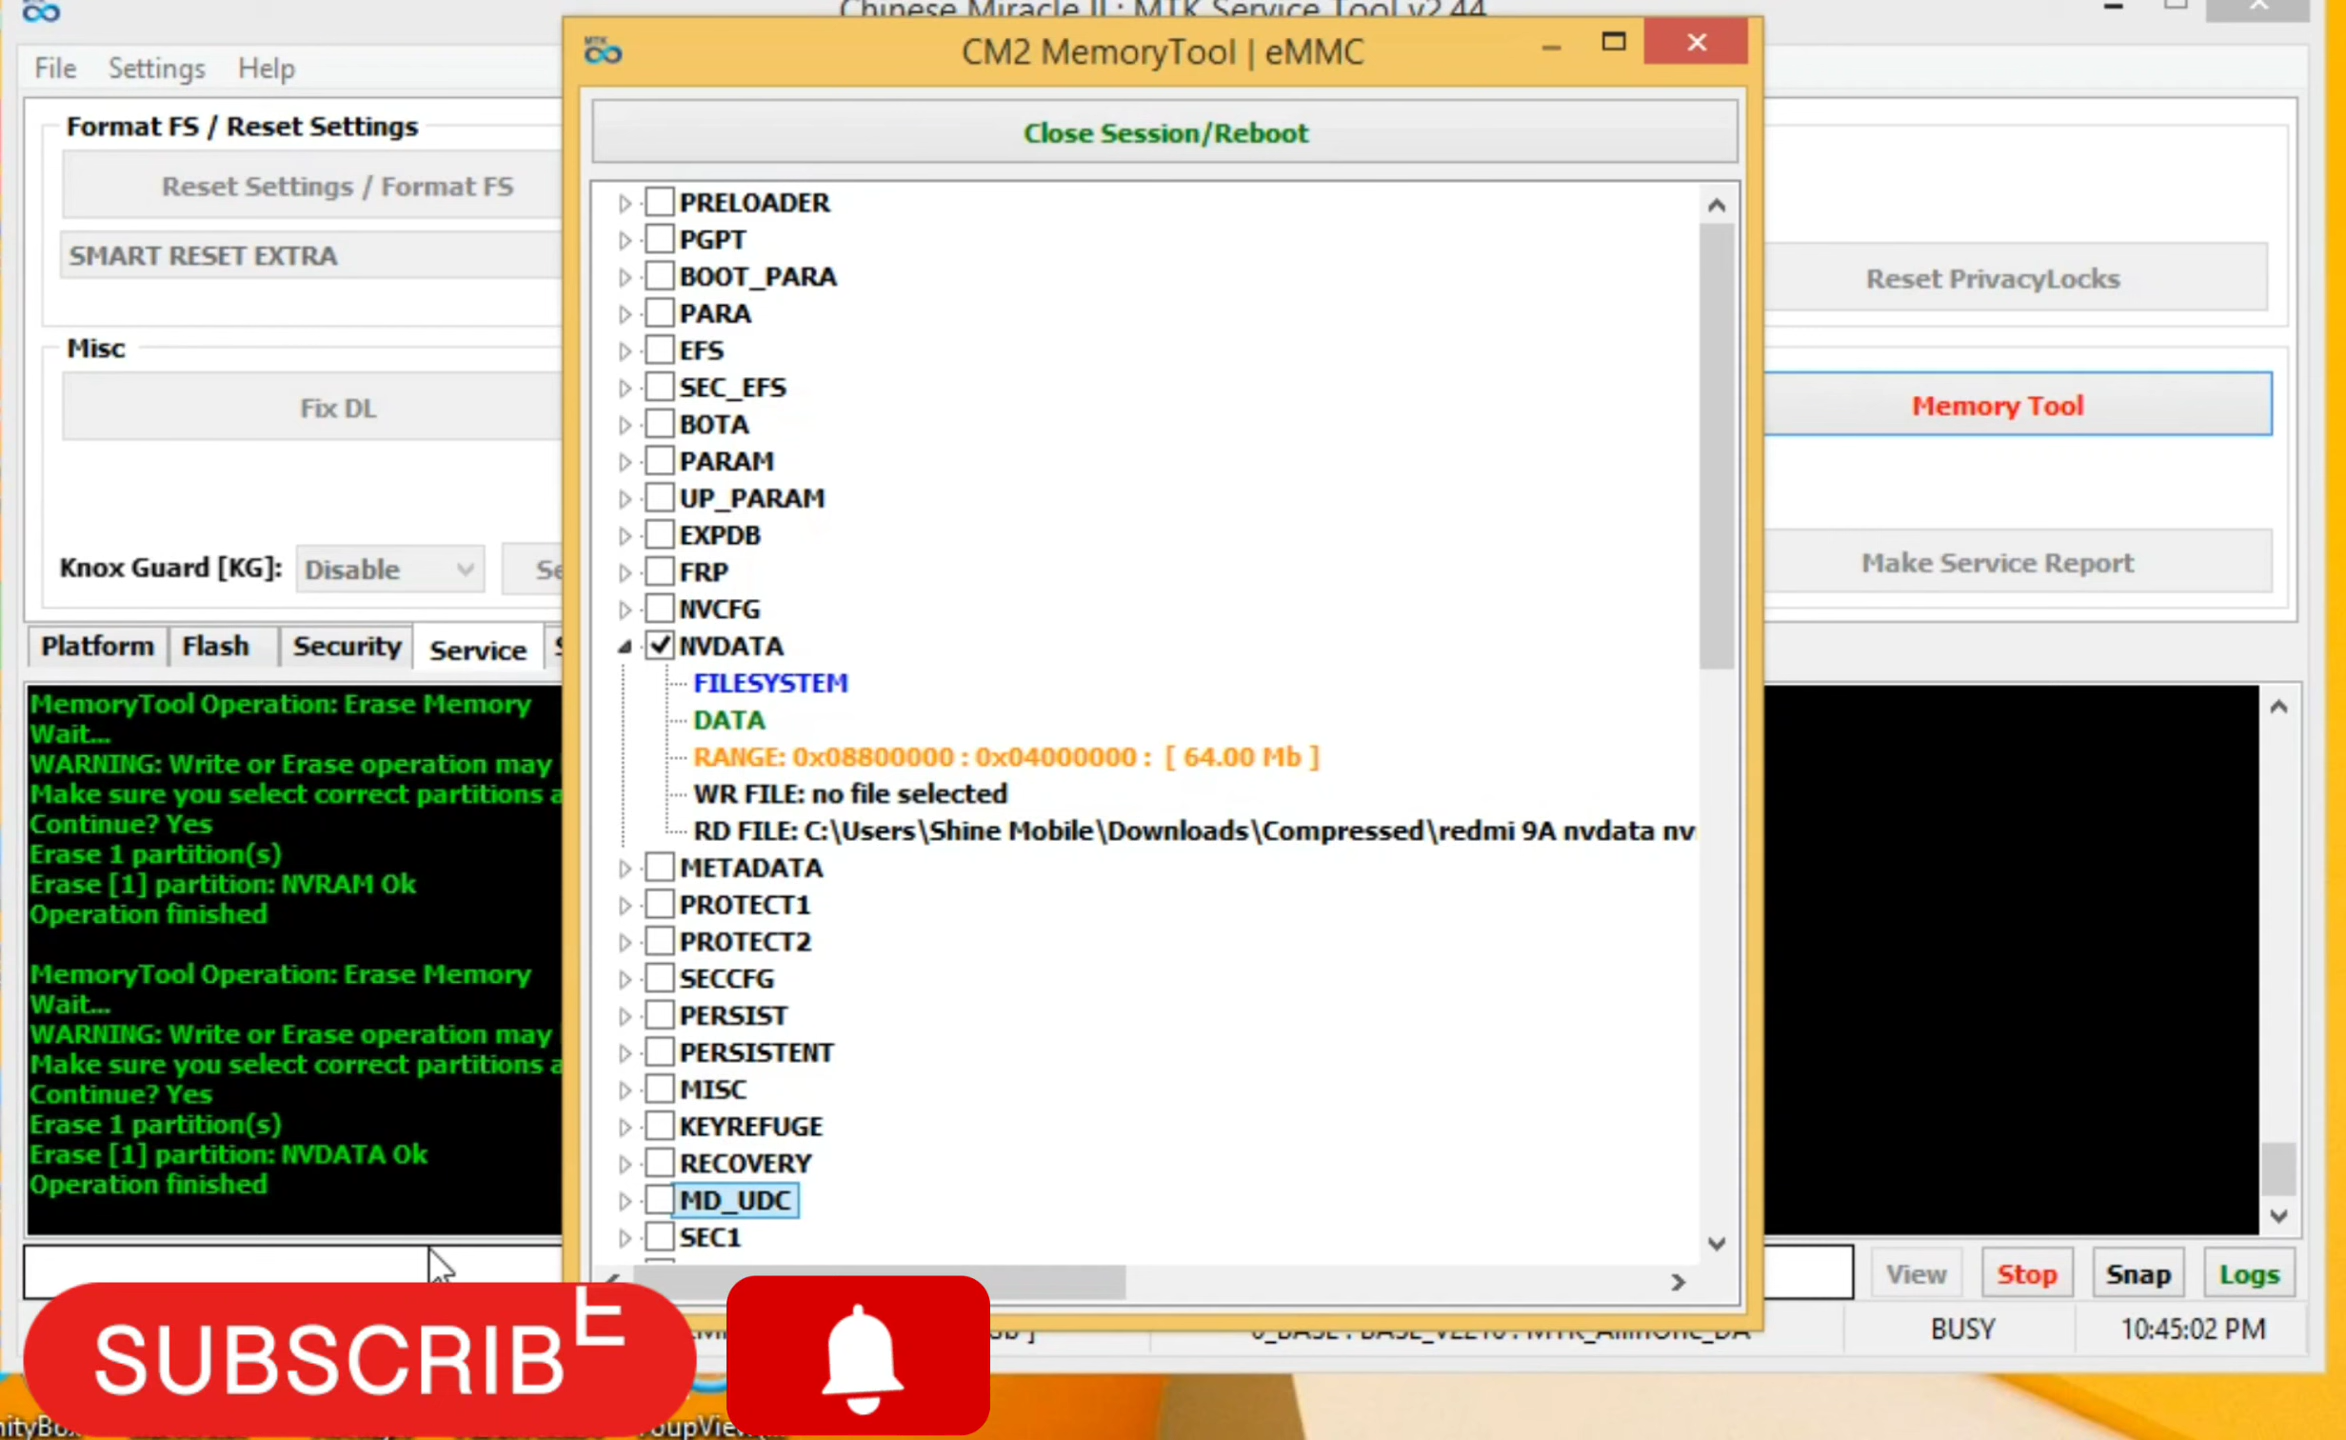 Chinese Miracle II : MTK Service Tool v2.44
File Settings Help
Format FS / Reset Settings
Reset Settings / Format FS
SMART RESET EXTRA
Misc
Fix DL
Knox Guard [KG]: Disable
Platform Flash Security Service
MemoryTool Operation: Erase Memory
Wait...
WARNING: Write or Erase operation may
Make sure you select correct partitions
Continue? Yes
Erase 1 partition(s)
Erase [1] partition: NVRAM Ok
Operation finished
MemoryTool Operation: Erase Memory
Wait...
WARNING: Write or Erase operation may
Make sure you select correct partitions
Continue? Yes
Erase 1 partition(s)
Erase [1] partition: NVDATA Ok
Operation finished
MTK
CM2 MemoryTool | eMMC
Close Session/Reboot
PRELOADER
PGPT
BOOT_PARA
PARA
EFS
SEC_EFS
BOTA
PARAM
UP_PARAM
EXPDB
FRP
NVCFG
NVDATA
FILESYSTEM
DATA
RANGE: 0x08800000 : 0x04000000 : [ 64.00 Mb ]
WR FILE: no file selected
RD FILE: C:\Users\Shine Mobile\Downloads\Compressed\redmi 9A nvdata nv
METADATA
PROTECT1
PROTECT2
SECCFG
PERSIST
PERSISTENT
MISC
KEYREFUGE
RECOVERY
MD_UDC
SEC1
Reset PrivacyLocks
Memory Tool
Make Service Report
View Stop Snap Logs
BUSY 10:45:02 PM
SUBSCRIBE